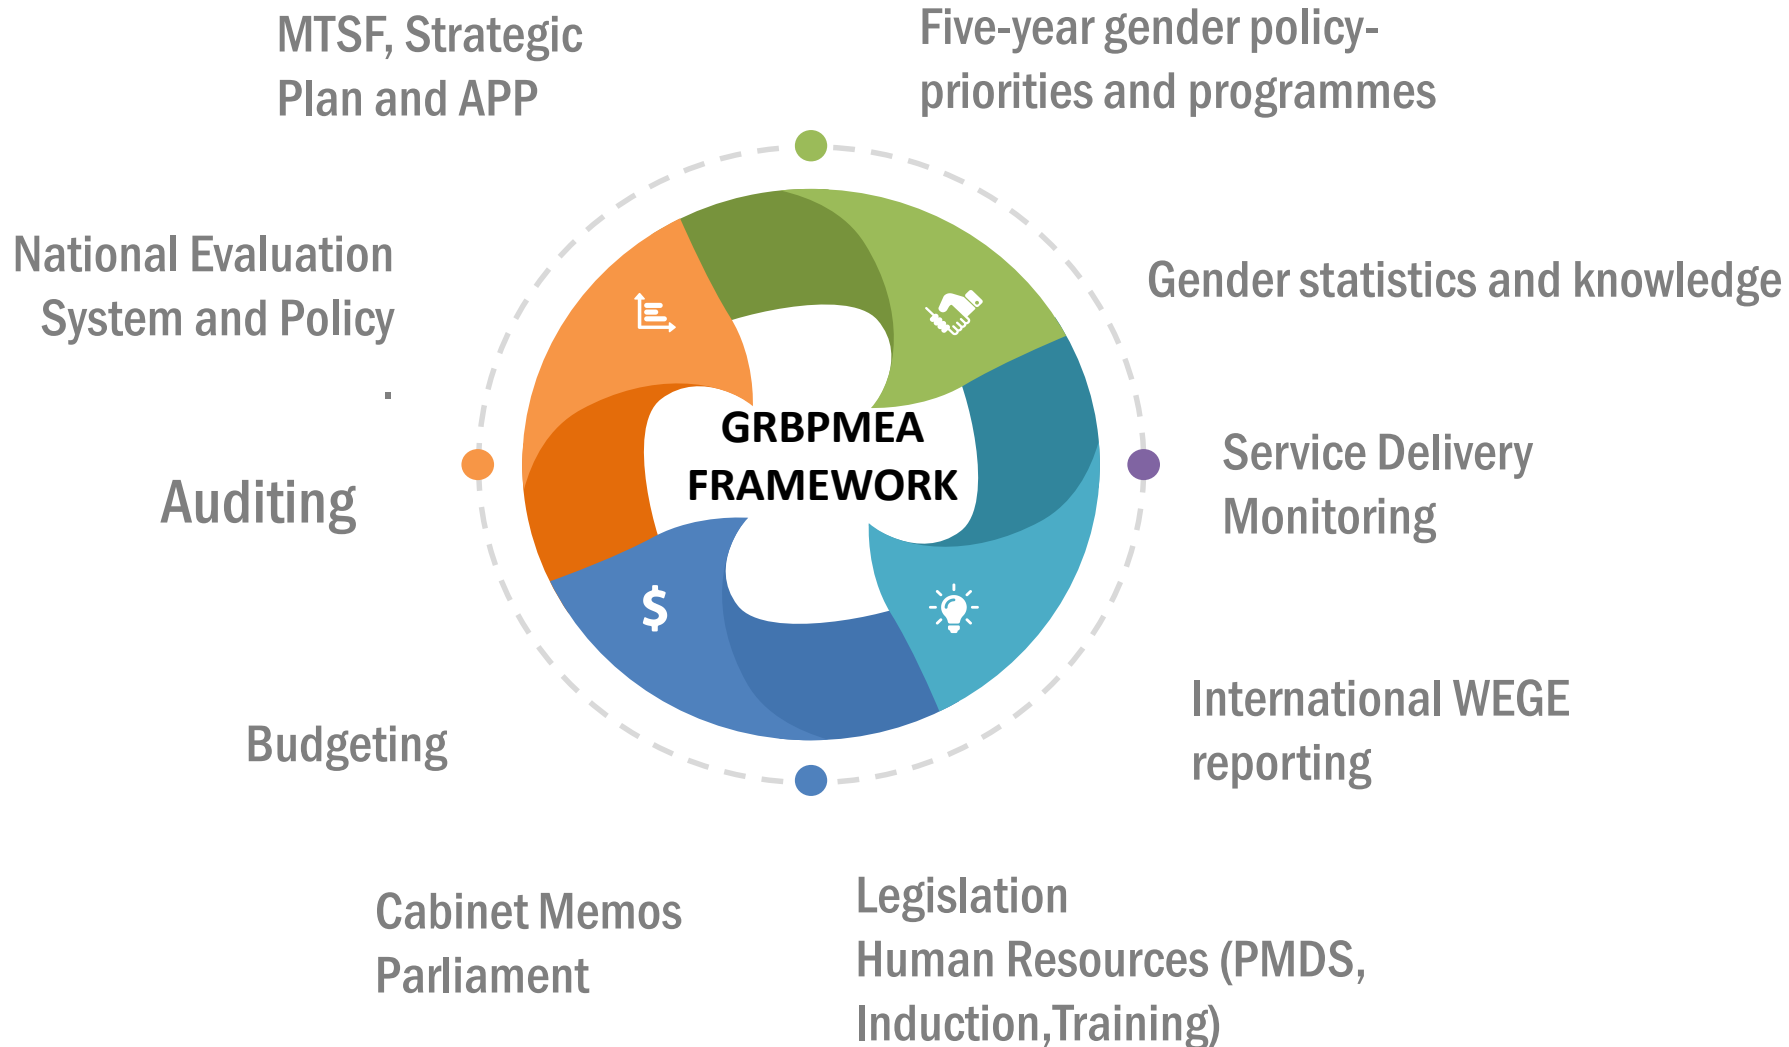 MTSF, Strategic
Plan and APP
Five-year gender policy-
priorities and programmes
National Evaluation
System and Policy
.
Gender statistics and knowledge
GRBPMEA
FRAMEWORK
Auditing
Service Delivery
Monitoring
$
Budgeting
International WEGE
reporting
Cabinet Memos
Parliament
Legislation
Human Resources (PMDS,
Induction,Training)